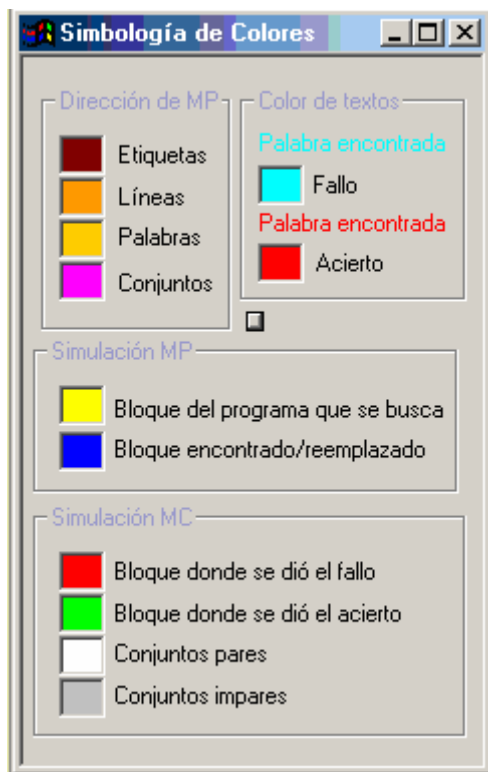 Simbología de Colores
Dirección de MP
Etiquetas
Líneas
Palabras
Conjuntos
Color de textos
Palabra encontrada
Fallo
Palabra encontrada
Acierto
Simulación MP
Bloque del programa que se busca
Bloque encontrado/reemplazado
Simulación MC
Bloque donde se dió el fallo
Bloque donde se dió el acierto
Conjuntos pares
Conjuntos impares